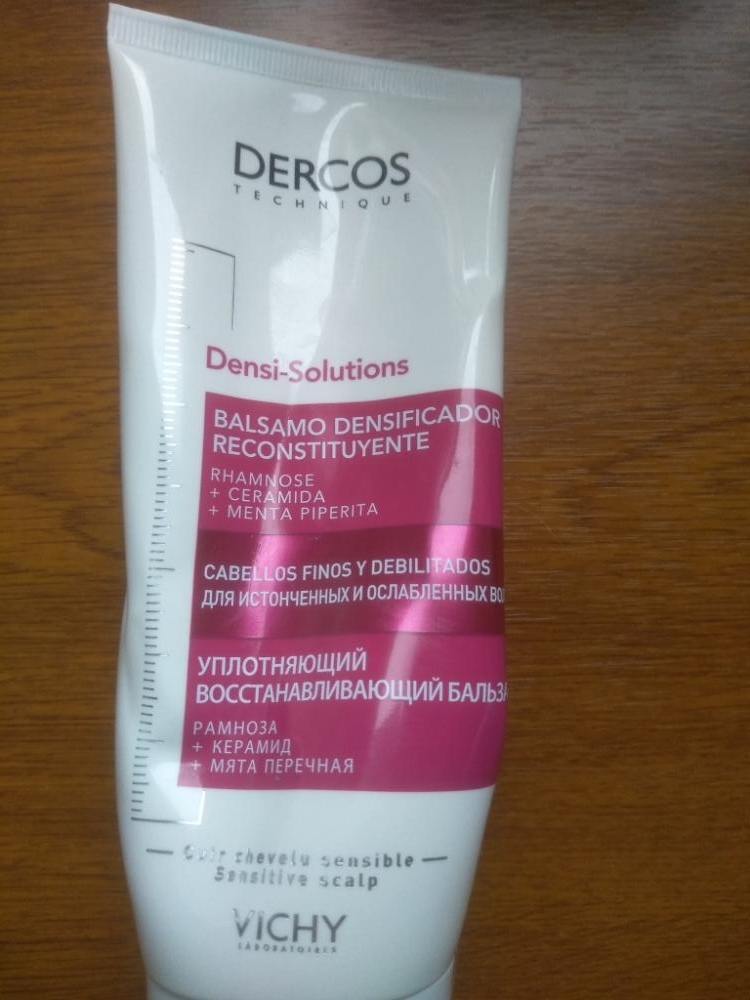 DERCOS
TECHNIQUE
Densi-Solutions
BALSAMO DENSIFICADOR
RECONSTITUYENTE
RHAMNOSE
+ CERAMIDA
+ MENTA PIPERITA
CABELLOS FINOS Y DEBILITADOS
ДЛЯ ИСТОНЧЕННЫХ И ОСЛАБЛЕННЫХ
УПЛОТНЯЮЩИЙ
ВОССТАНАВЛИВАЮЩИЙ
РАМНОЗА
+ КЕРАМИД
+ МЯТА ПЕРЕЧНАЯ
Cuir chevelu sensible
Sensitive scalp
VICHY
LABORATOIRES